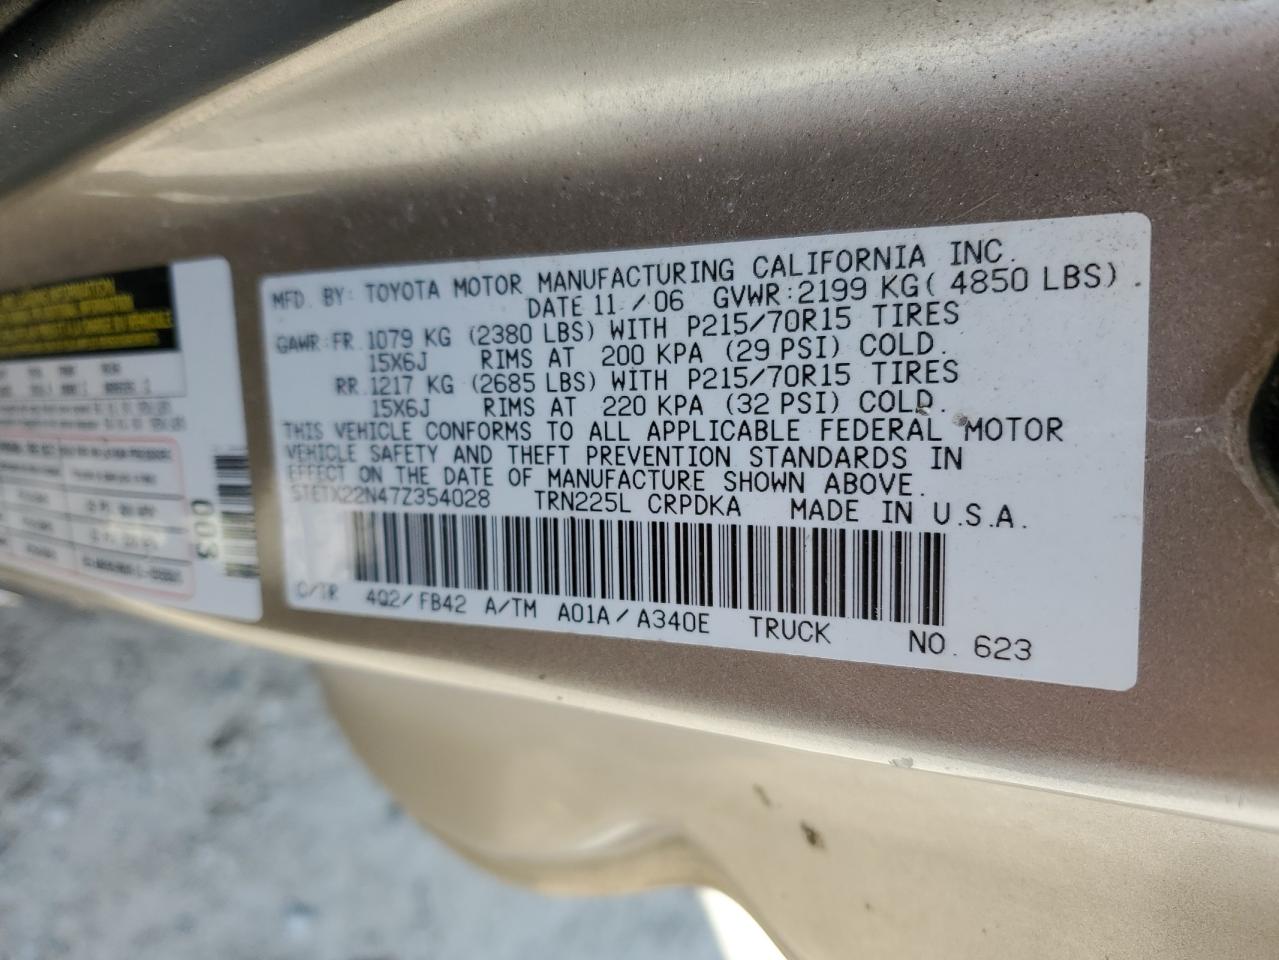 MFD. BY: TOYOTA MOTOR MANUFACTURING CALIFORNIA INC.
DATE 11 / 06 GVWR:2199 KG( 4850 LBS)
GAWR:FR. 1079 KG (2380 LBS) WITH P215/70R15 TIRES
15X6J RIMS AT 200 KPA (29 PSI) COLD.
RR. 1217 KG (2685 LBS) WITH P215/70R15 TIRES
15X6J RIMS AT 220 KPA (32 PSI) COLD.
THIS VEHICLE CONFORMS TO ALL APPLICABLE FEDERAL MOTOR
VEHICLE SAFETY AND THEFT PREVENTION STANDARDS IN
EFFECT ON THE DATE OF MANUFACTURE SHOWN ABOVE.
5TETX22N47Z354028 TRN225L CRPDKA MADE IN U.S.A.
C/TR 4Q2/FB42 A/TM A01A/A340E TRUCK NO. 623
003